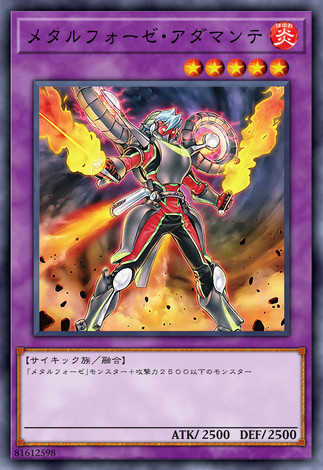 メタルフォーゼ・アダマンテ
炎
【サイキック族／融合】
「メタルフォーゼ」モンスター＋攻撃力２５００以下のモンスター
ATK/ 2500 DEF/ 2500
81612598